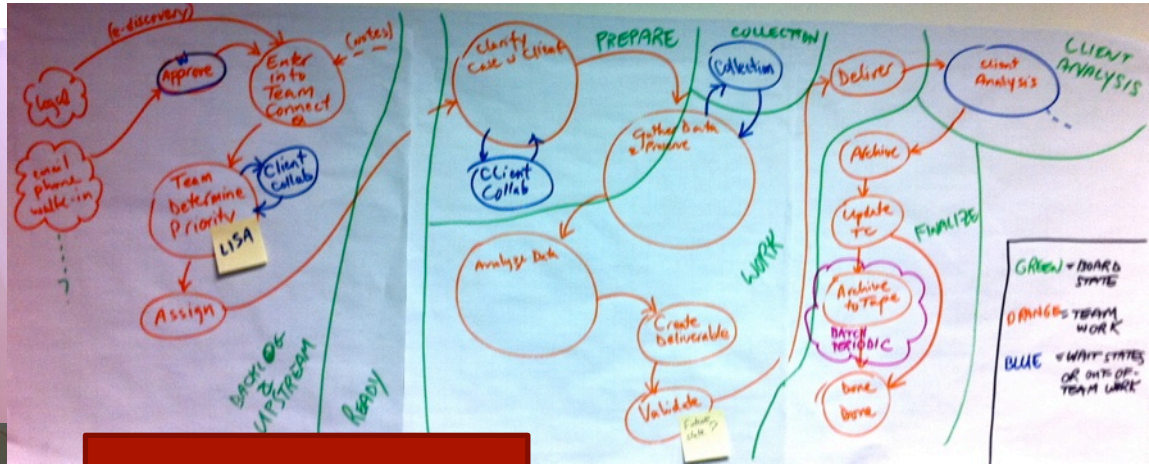 (e-discovery)
Legal
Approve
Enter
into
Team
Connect
(notes)
email
phone
walk-in
?
Team
Determine
Priority
Client
Collab
LISA
Assign
BACKLOG
UPSTREAM
READY
Clarify
Case
Client
CLient
Collab
PREPARE
COLLECTION
Collection
Gather Data
Preserve
Analyze Data
WORK
Create
Deliverable
Validate
Future
state?
Deliver
Client
Analysis
CLIENT
ANALYSIS
Archive
Update
TC
FINALIZE
Archive
to Tape
BATCH
PERIODIC
Done
Done
GREEN = BOARD
STATE
ORANGE = TEAM
WORK
BLUE = WAIT STATES
OR OUT-OF-
TEAM WORK